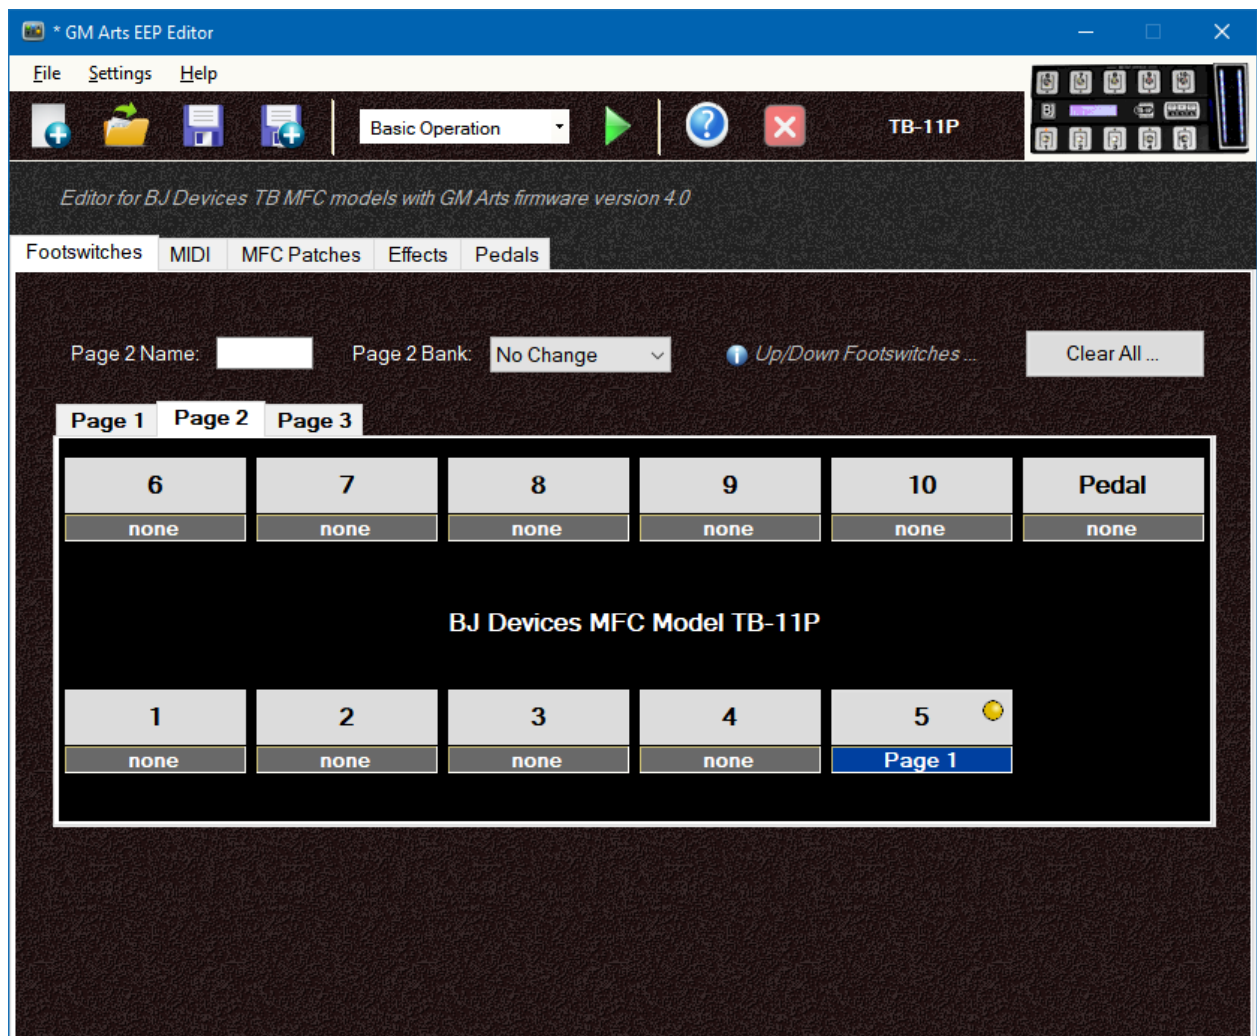 * GM Arts EEP Editor
File Settings Help
Basic Operation TB-11P
Editor for BJ Devices TB MFC models with GM Arts firmware version 4.0
Footswitches MIDI MFC Patches Effects Pedals
Page 2 Name: Page 2 Bank: No Change Up/Down Footswitches ... Clear All ...
Page 1 Page 2 Page 3
6 7 8 9 10 Pedal
none none none none none none
BJ Devices MFC Model TB-11P
1 2 3 4 5
none none none none Page 1